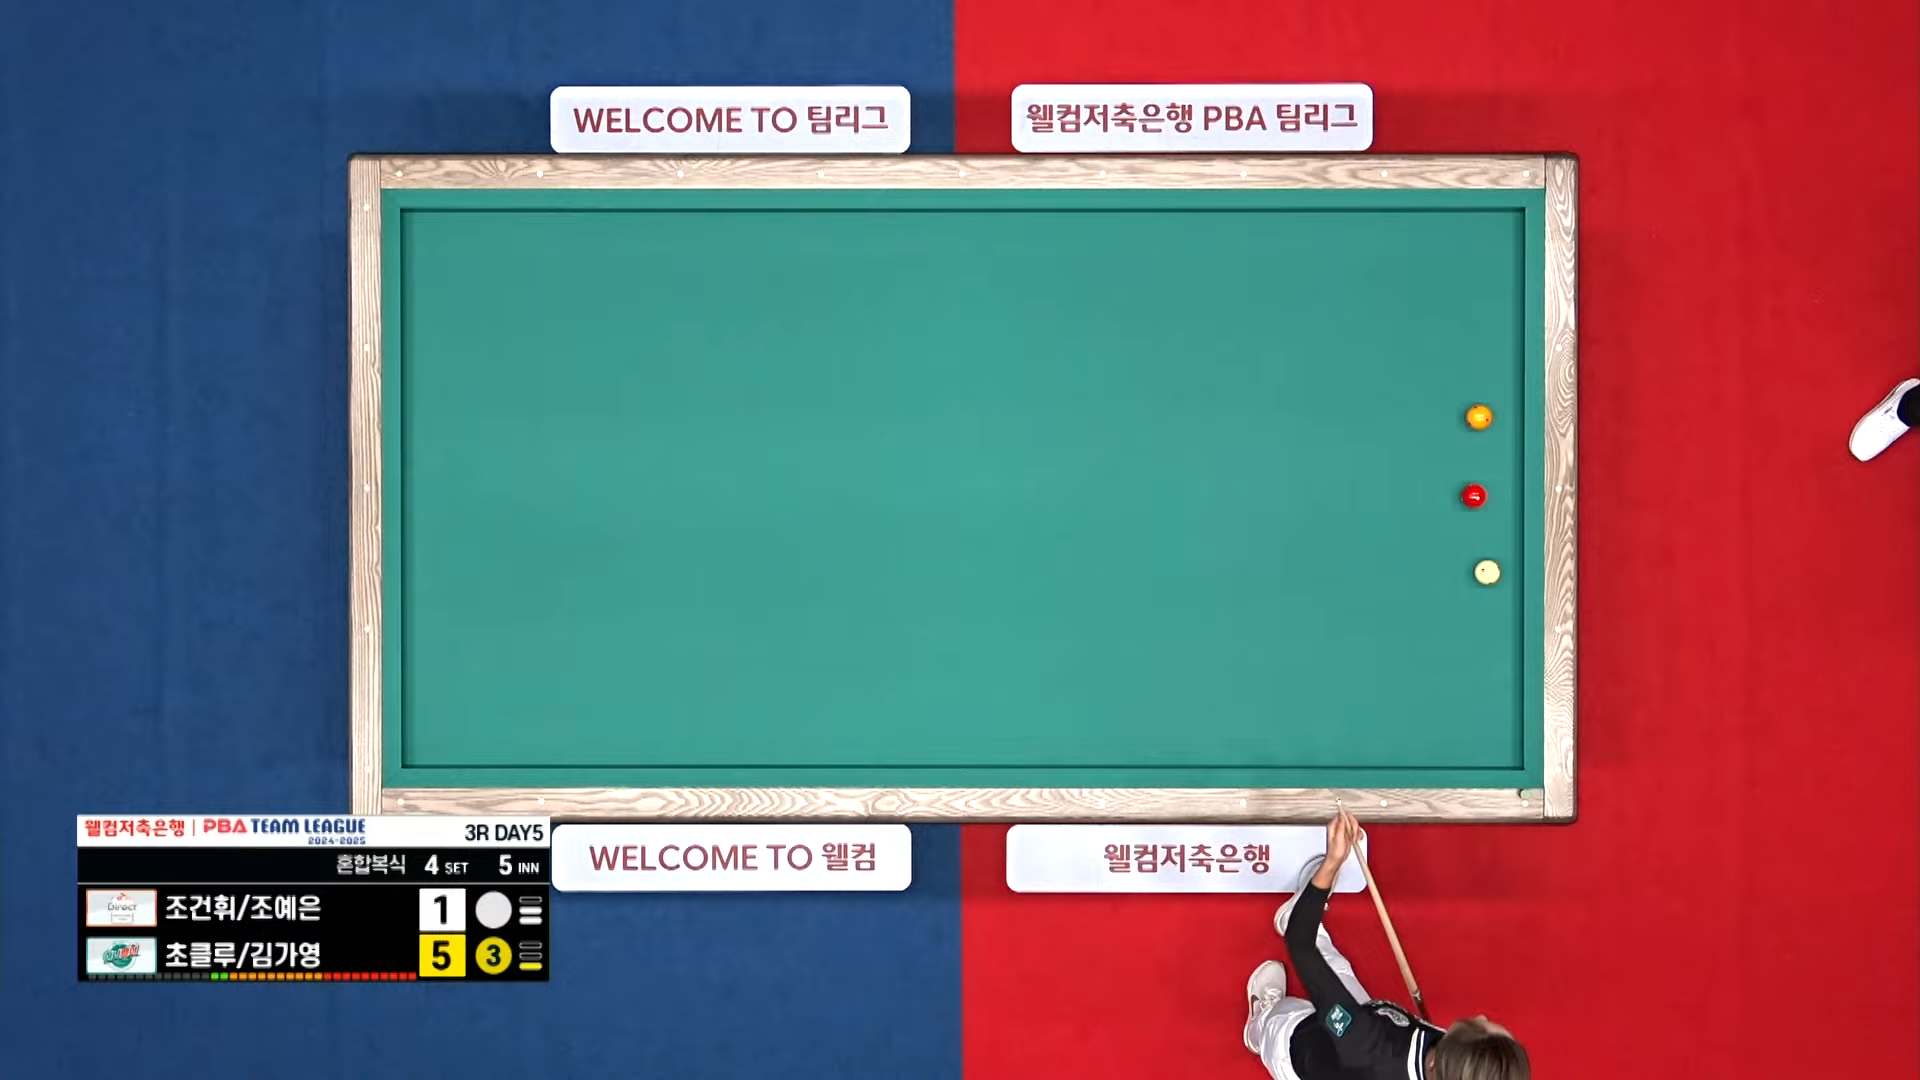 WELCOME TO 팀리그
웰컴저축은행 PBA 팀리그
웰컴저축은행 | PBA TEAM LEAGUE
2024-2025
3R DAY5
혼합복식 4 SET 5 INN
Direct 조건휘/조예은 1
초클루/김가영 5 3
WELCOME TO 웰컴
웰컴저축은행